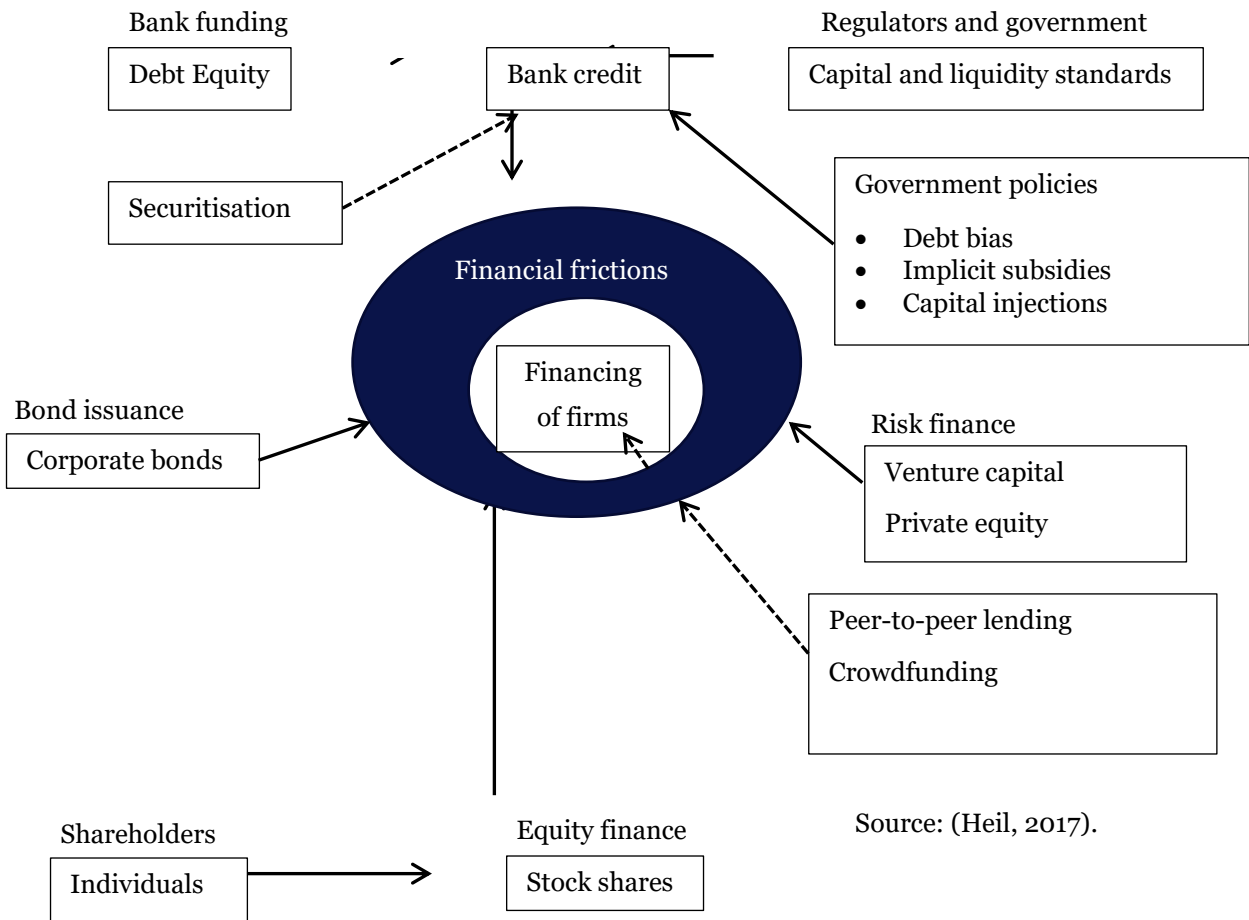 Bank funding
Regulators and government
Debt Equity
Bank credit
Capital and liquidity standards
Securitisation
Government policies
• Debt bias
• Implicit subsidies
• Capital injections
Financial frictions
Financing
of firms
Bond issuance
Corporate bonds
Risk finance
Venture capital
Private equity
Peer-to-peer lending
Crowdfunding
Source: (Heil, 2017).
Shareholders
Individuals
Equity finance
Stock shares